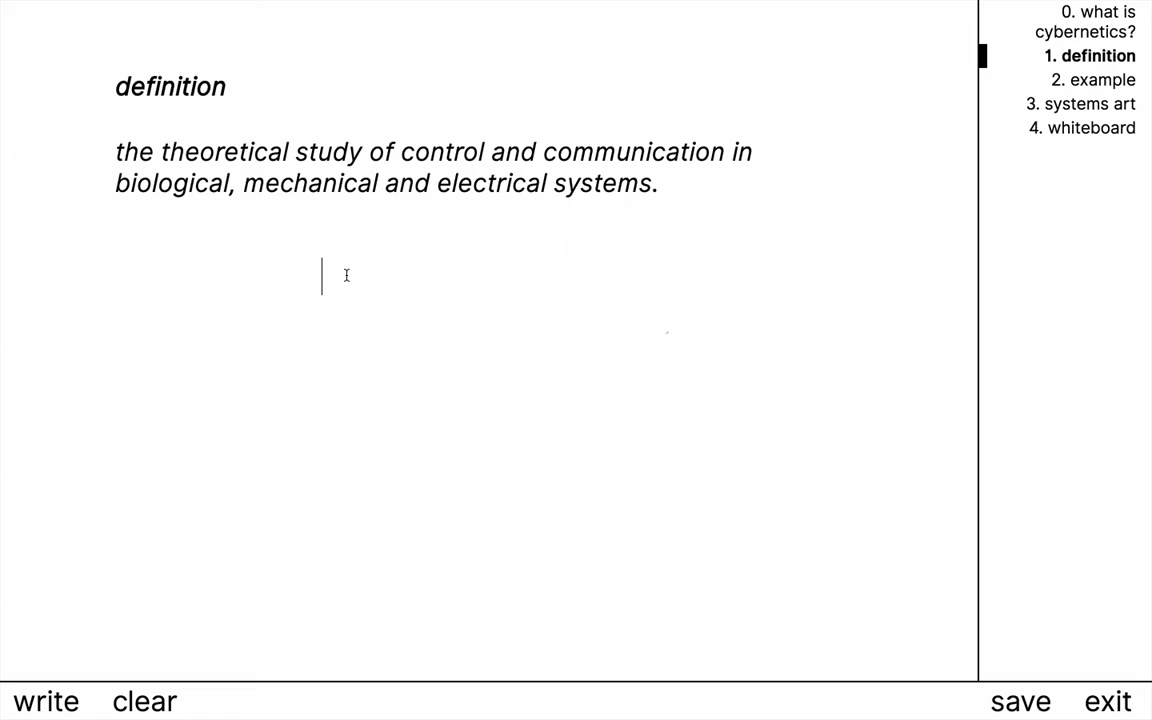 definition
the theoretical study of control and communication in
biological, mechanical and electrical systems.
0. what is
cybernetics?
1. definition
2. example
3. systems art
4. whiteboard
write clear
save exit